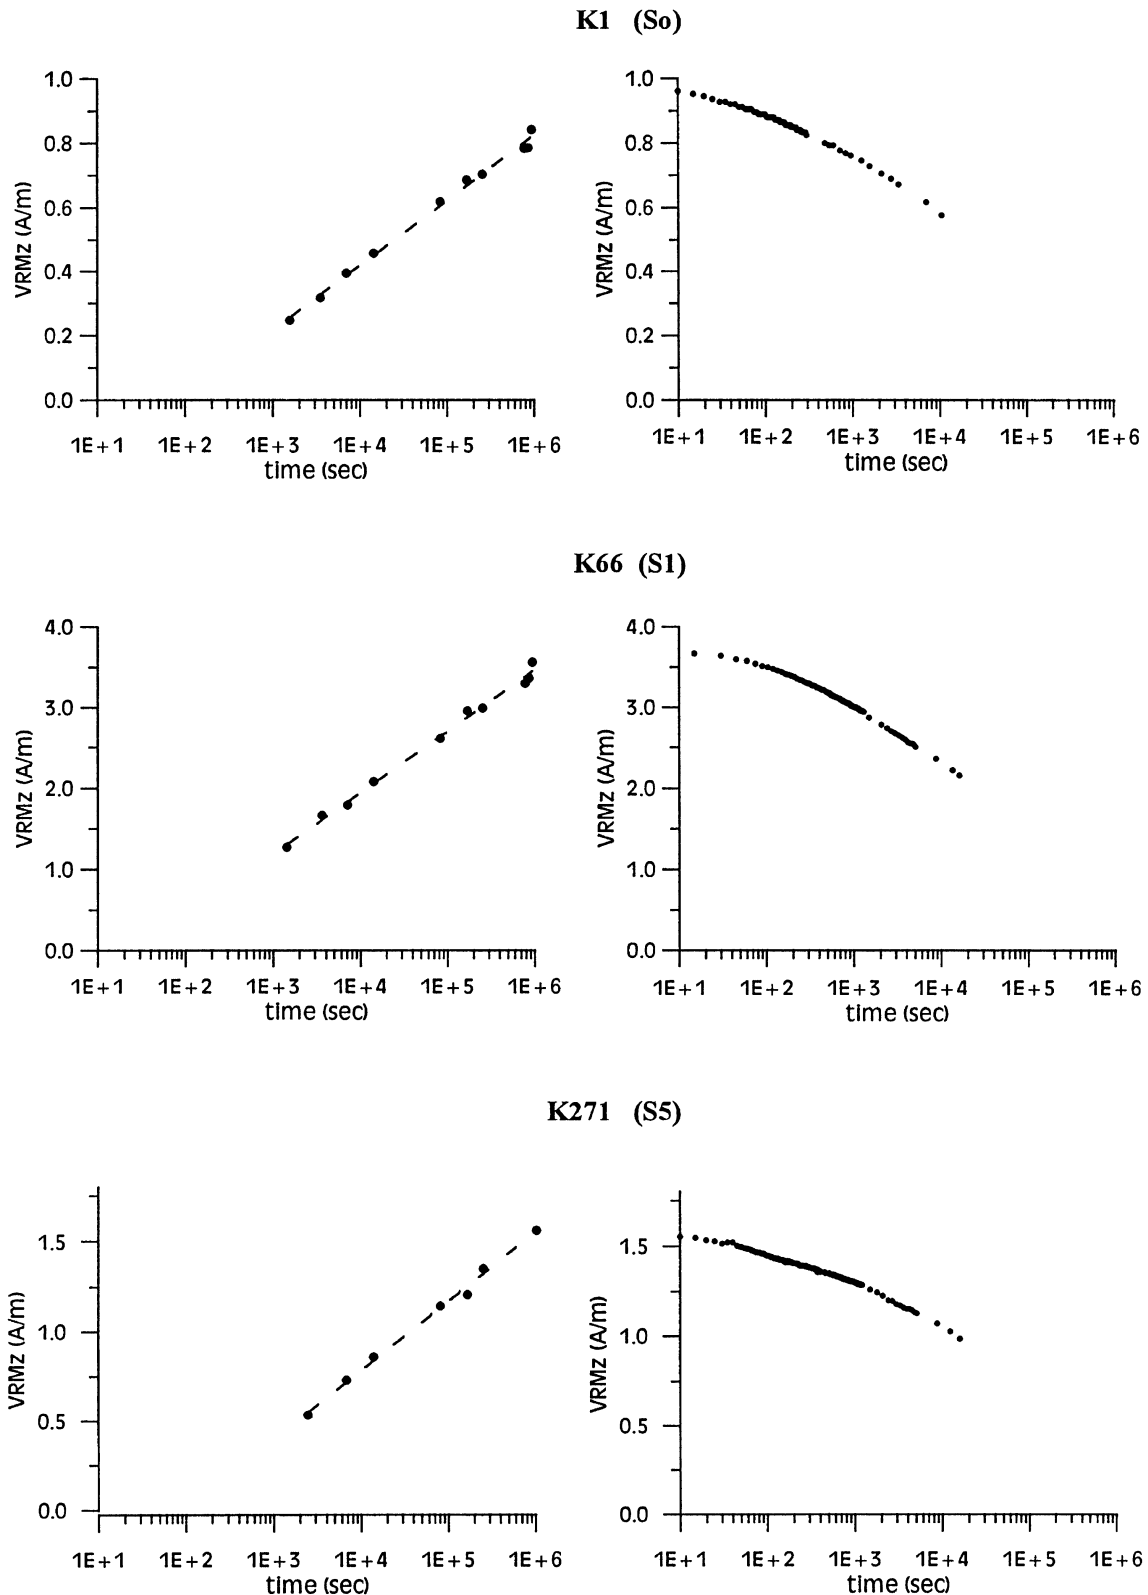 K1 (So)
1.0
0.8
0.6
0.4
0.2
0.0
VRMz (A/m)
1E+1 1E+2 1E+3 1E+4 1E+5 1E+6
time (sec)
1.0
0.8
0.6
0.4
0.2
0.0
VRMz (A/m)
1E+1 1E+2 1E+3 1E+4 1E+5 1E+6
time (sec)
K66 (S1)
4.0
3.0
2.0
1.0
0.0
VRMz (A/m)
1E+1 1E+2 1E+3 1E+4 1E+5 1E+6
time (sec)
4.0
3.0
2.0
1.0
0.0
VRMz (A/m)
1E+1 1E+2 1E+3 1E+4 1E+5 1E+6
time (sec)
K271 (S5)
1.5
1.0
0.5
0.0
VRMz (A/m)
1E+1 1E+2 1E+3 1E+4 1E+5 1E+6
time (sec)
1.5
1.0
0.5
0.0
VRMz (A/m)
1E+1 1E+2 1E+3 1E+4 1E+5 1E+6
time (sec)